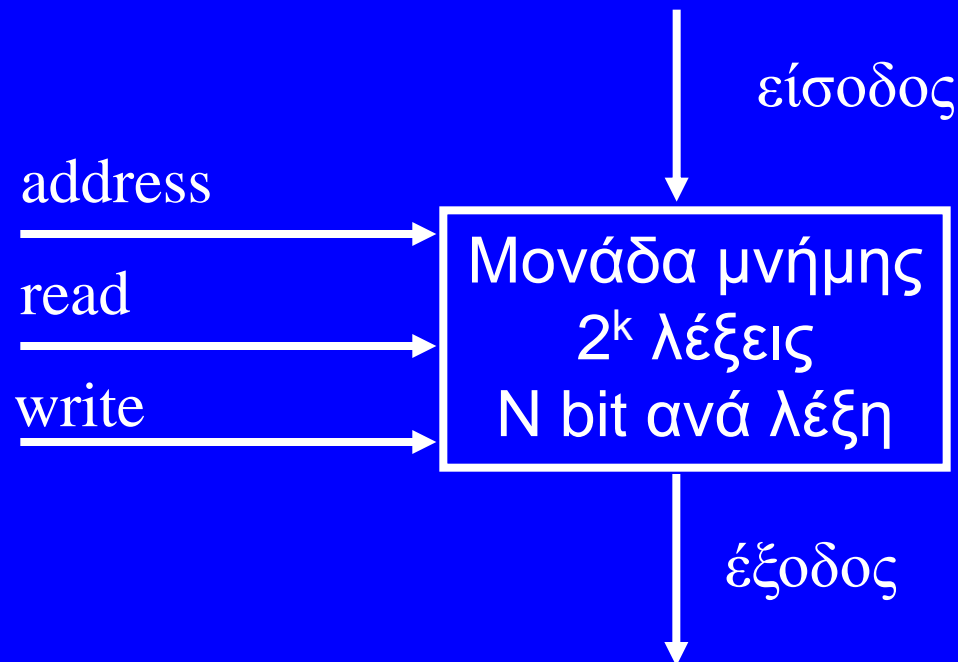 είσοδος
address
read
write
Μονάδα μνήμης
2ᵏ λέξεις
N bit ανά λέξη
έξοδος